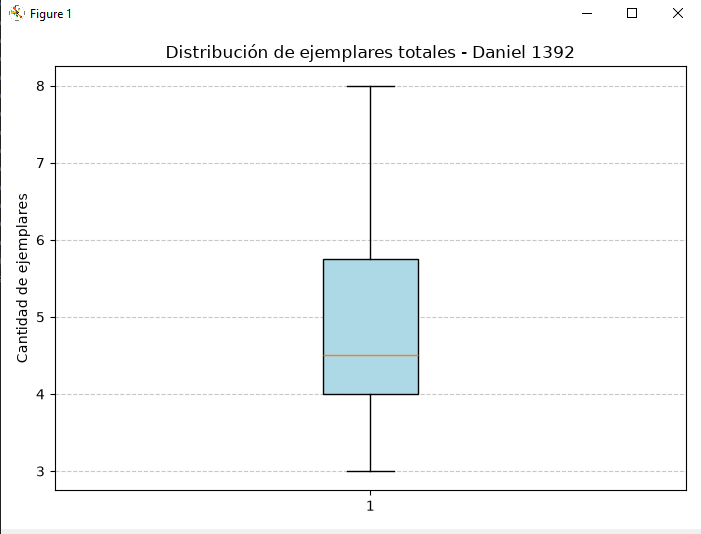 Figure 1
Distribución de ejemplares totales - Daniel 1392
Cantidad de ejemplares
8
7
6
5
4
3
1